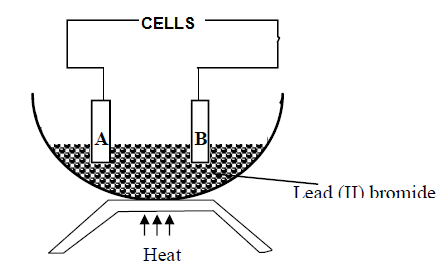 CELLS
A
B
Lead (II) bromide
Heat